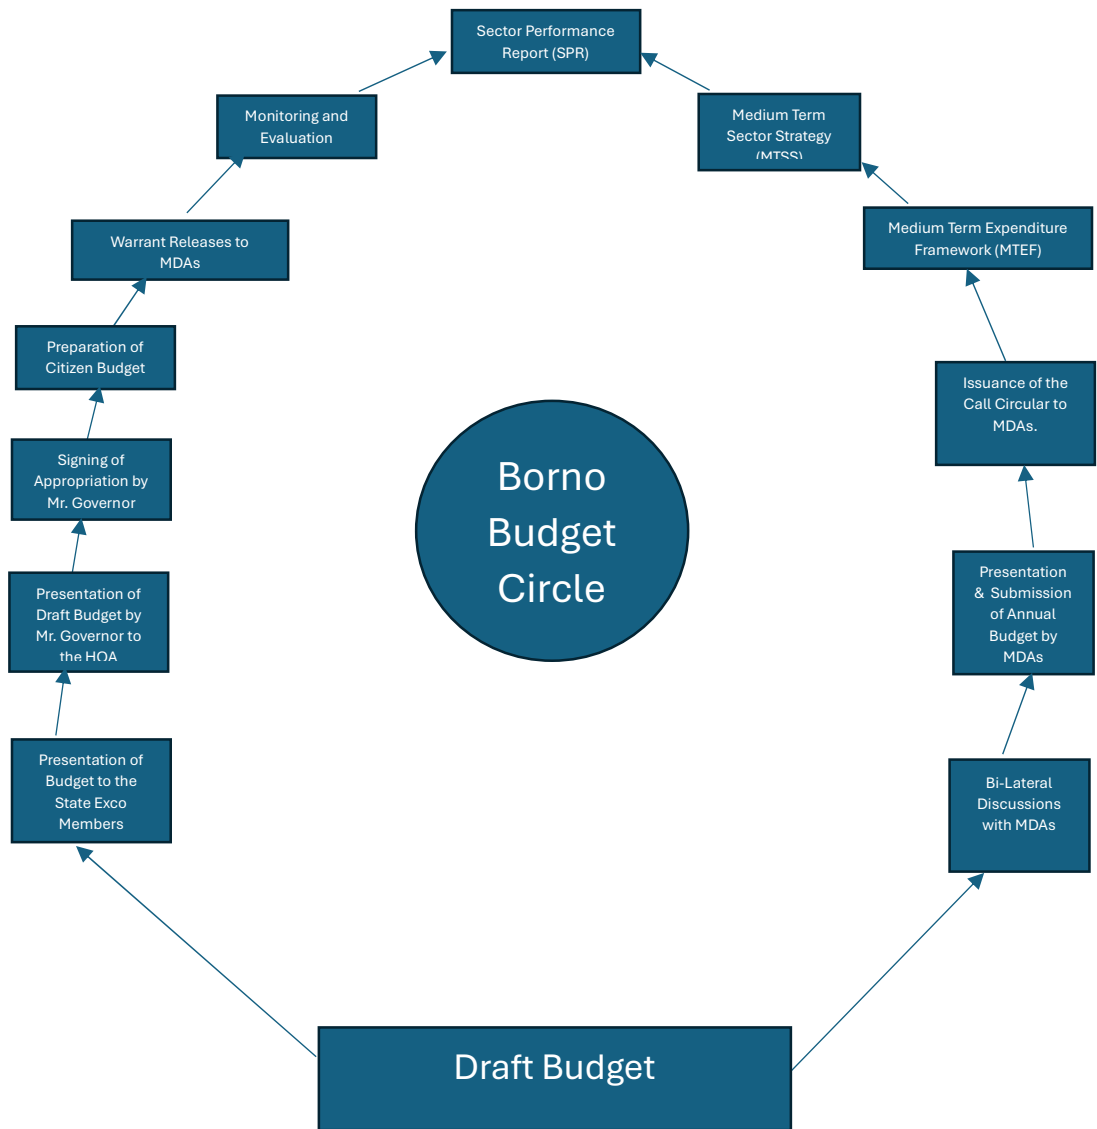 Sector Performance
Report (SPR)
Monitoring and
Evaluation
Medium Term
Sector Strategy
(MTSS)
Warrant Releases to
MDAs
Medium Term Expenditure
Framework (MTEF)
Preparation of
Citizen Budget
Issuance of the
Call Circular to
MDAs.
Signing of
Appropriation by
Mr. Governor
Borno
Budget
Circle
Presentation of
Draft Budget by
Mr. Governor to
the HOA
Presentation
& Submission
of Annual
Budget by
MDAs
Presentation of
Budget to the
State Exco
Members
Bi-Lateral
Discussions
with MDAs
Draft Budget